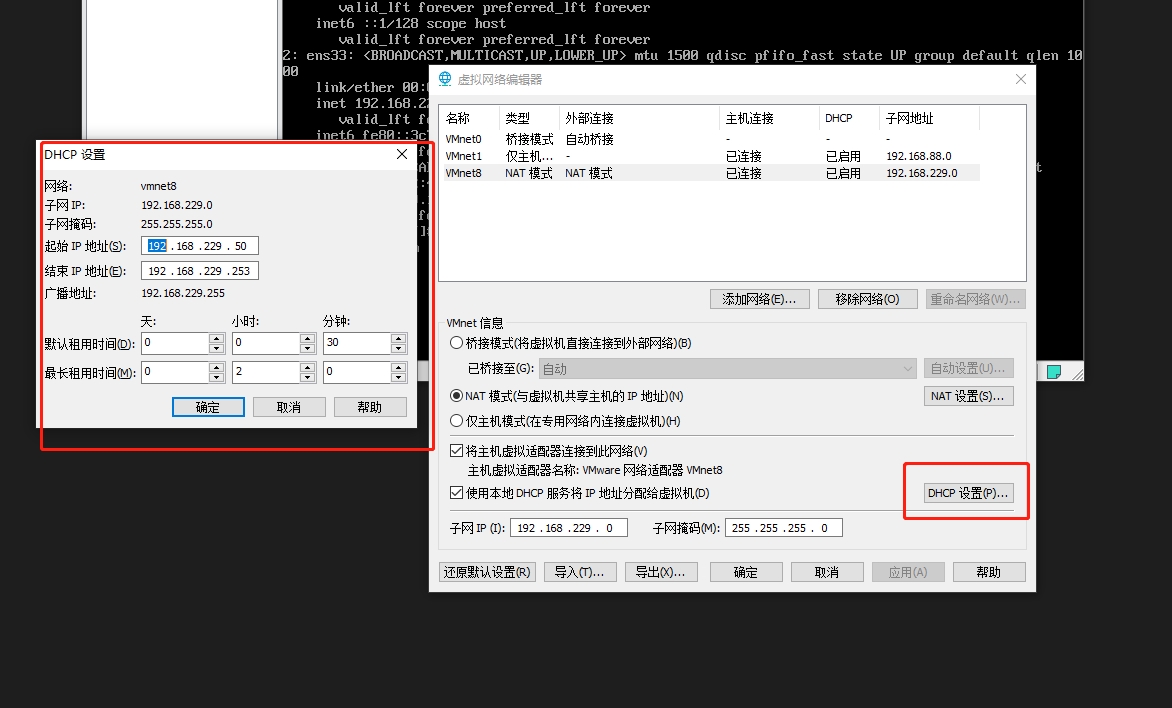 valid_lft forever preferred_lft forever
inet6 ::1/128 scope host
valid_lft forever preferred_lft forever
2: ens33: <BROADCAST,MULTICAST,UP,LOWER_UP> mtu 1500 qdisc pfifo_fast state UP group default qlen 10
00
link/ether 00:
inet 192.168.22
valid_lft f
inet6 fe80::3c
DHCP 设置
网络: vmnet8
子网 IP: 192.168.229.0
子网掩码: 255.255.255.0
起始 IP 地址(S): 192 . 168 . 229 . 50
结束 IP 地址(E): 192 . 168 . 229 . 253
广播地址: 192.168.229.255
天: 小时: 分钟:
默认租用时间(D): 0 0 30
最长租用时间(M): 0 2 0
确定 取消 帮助
虚拟网络编辑器
名称 类型 外部连接 主机连接 DHCP 子网地址
VMnet0 桥接模式 自动桥接 - - -
VMnet1 仅主机... - 已连接 已启用 192.168.88.0
VMnet8 NAT 模式 NAT 模式 已连接 已启用 192.168.229.0
添加网络(E)... 移除网络(O) 重命名网络(W)...
VMnet 信息
桥接模式(将虚拟机直接连接到外部网络)(B)
已桥接至(G): 自动 自动设置(U)...
NAT 模式(与虚拟机共享主机的 IP 地址)(N) NAT 设置(S)...
仅主机模式(在专用网络内连接虚拟机)(H)
将主机虚拟适配器连接到此网络(V)
主机虚拟适配器名称: VMware 网络适配器 VMnet8
使用本地 DHCP 服务将 IP 地址分配给虚拟机(D) DHCP 设置(P)...
子网 IP (I): 192 . 168 . 229 . 0 子网掩码(M): 255 . 255 . 255 . 0
还原默认设置(R) 导入(T)... 导出(X)... 确定 取消 应用(A) 帮助